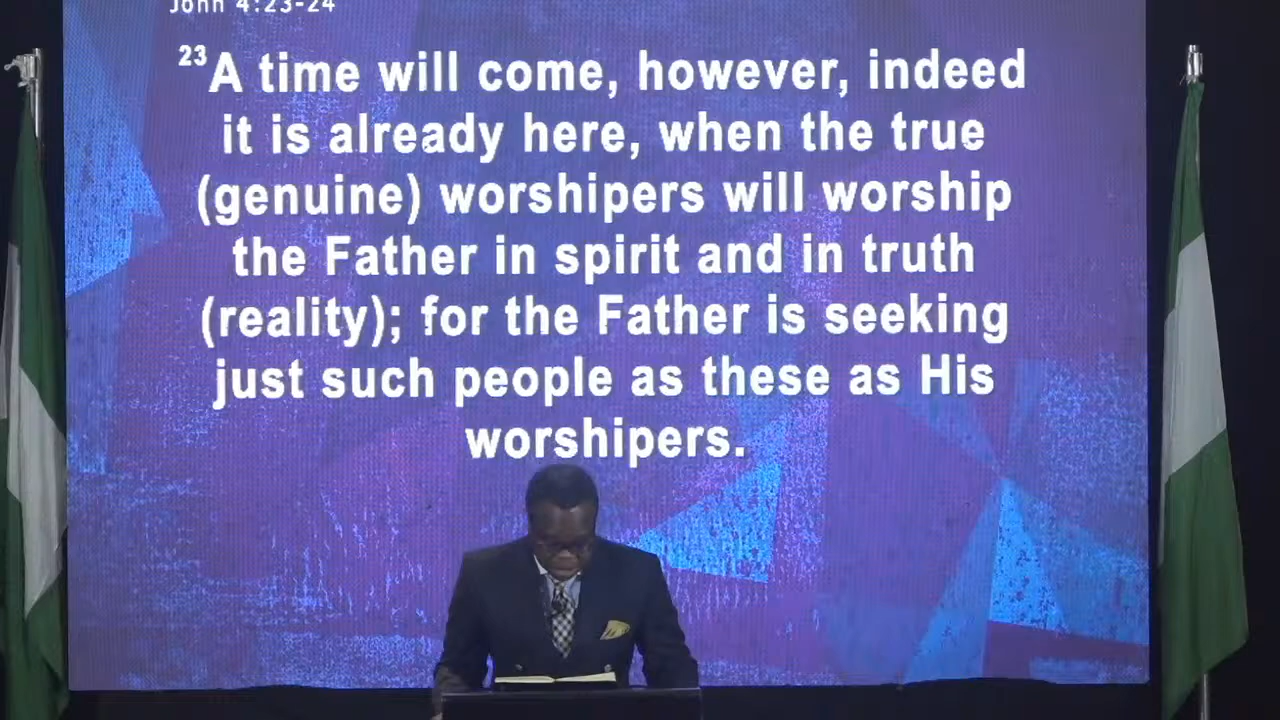 John 4:23-24
23A time will come, however, indeed
it is already here, when the true
(genuine) worshipers will worship
the Father in spirit and in truth
(reality); for the Father is seeking
just such people as these as His
worshipers.